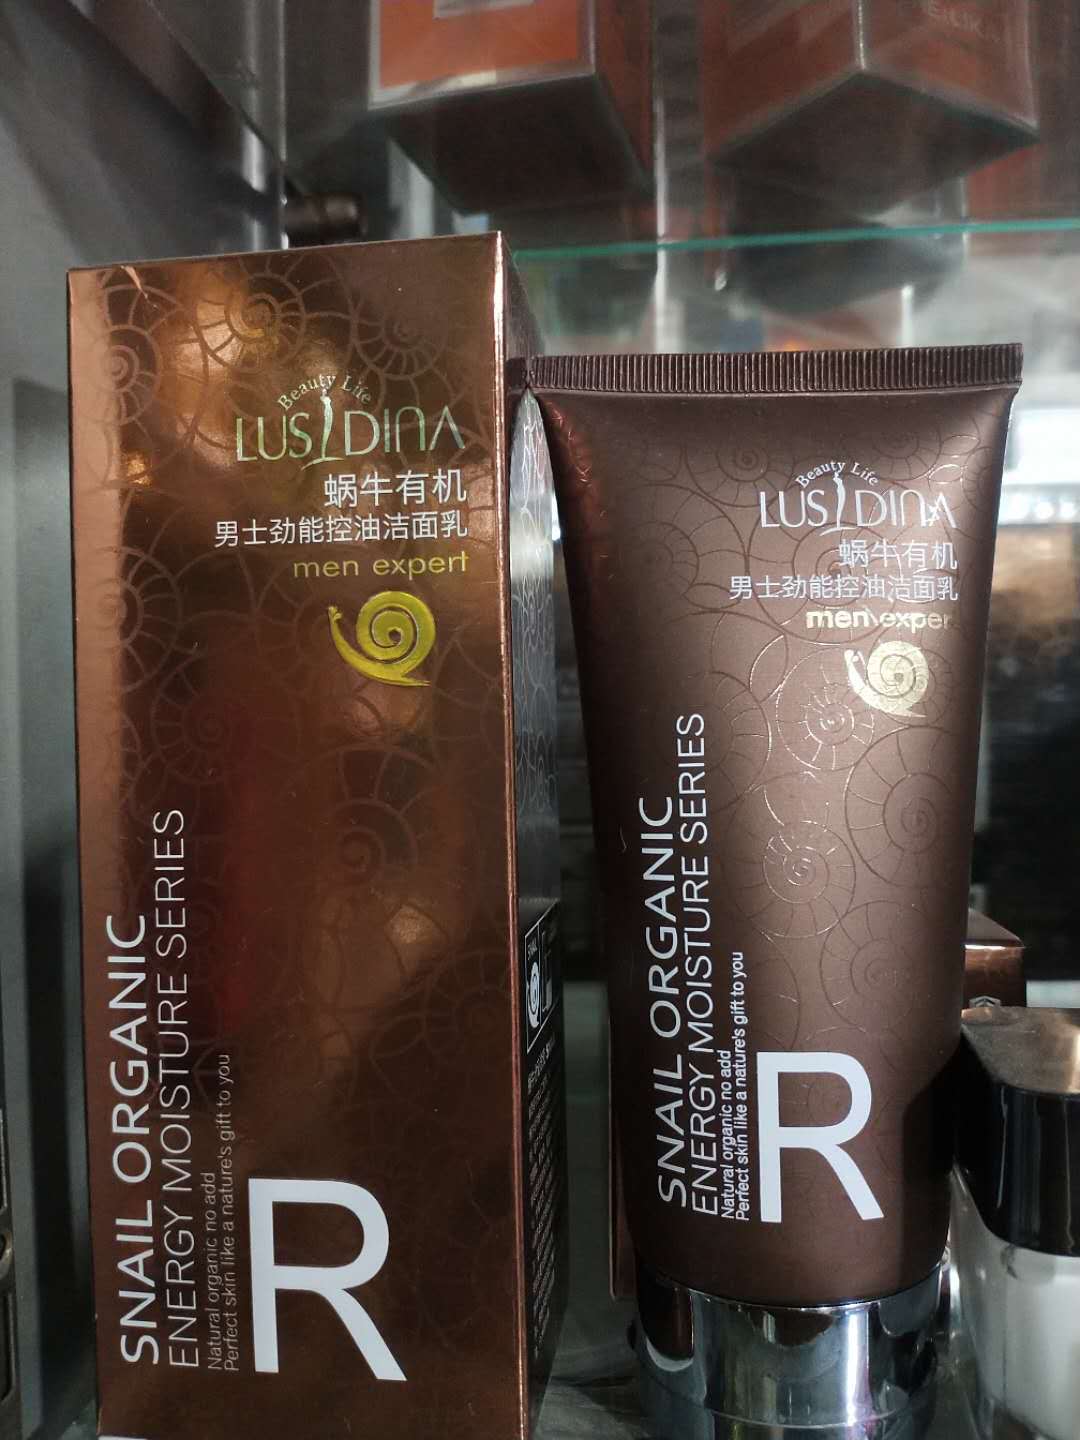 Beauty Life
LUSIDINA
蜗牛有机
男士劲能控油洁面乳
men expert
SNAIL ORGANIC
ENERGY MOISTURE SERIES
Natural organic no add
Perfect skin like a nature's gift to you
R
Beauty Life
LUSIDINA
蜗牛有机
男士劲能控油洁面乳
men exper
SNAIL ORGANIC
ENERGY MOISTURE SERIES
Natural organic no add
Perfect skin like a nature's gift to you
R